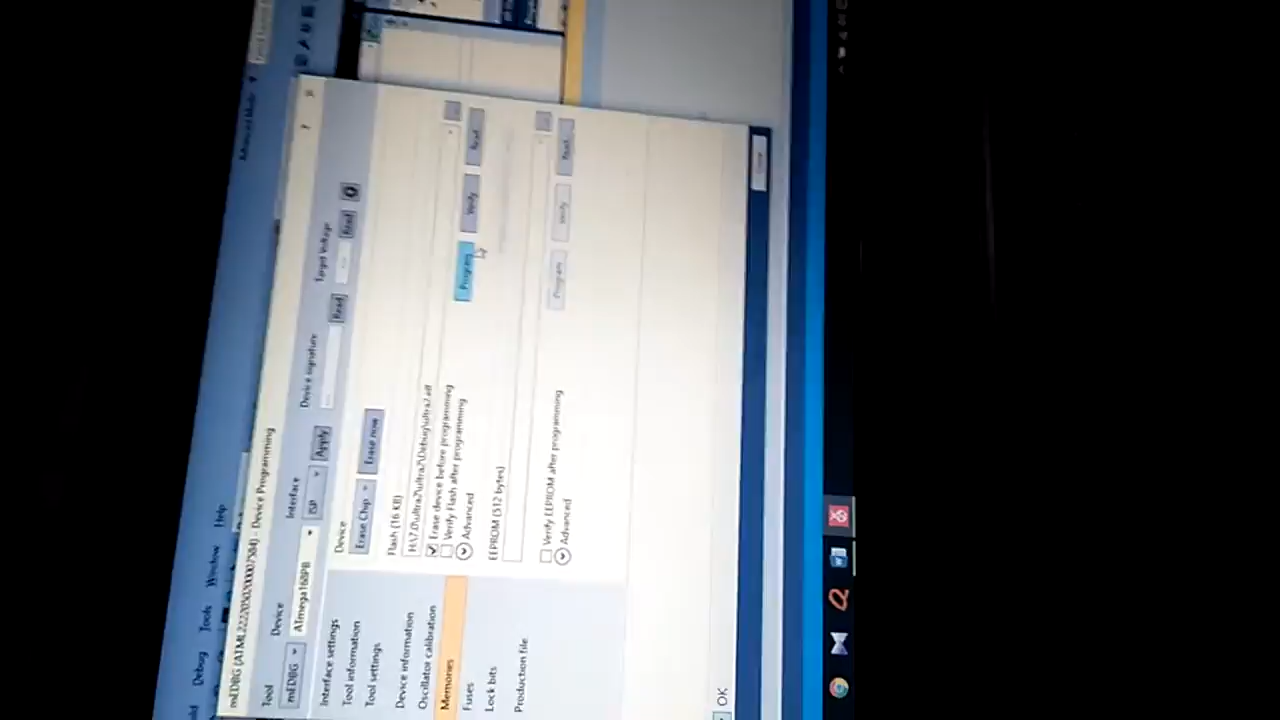 Debug Tools Window Help
mEDBG - Device Programming
Tool Device Interface Device signature Target Voltage
mEDBG ATmega168PB ISP Apply Read Read
Interface settings
Tool information
Tool settings
Device information
Oscillator calibration
Memories
Fuses
Lock bits
Production file
Device
Erase Chip Erase now
Flash (16 KB)
Erase device before programming
Verify Flash after programming
Program Verify Read
Advanced
EEPROM (512 bytes)
Verify EEPROM after programming
Program Verify Read
Advanced
OK